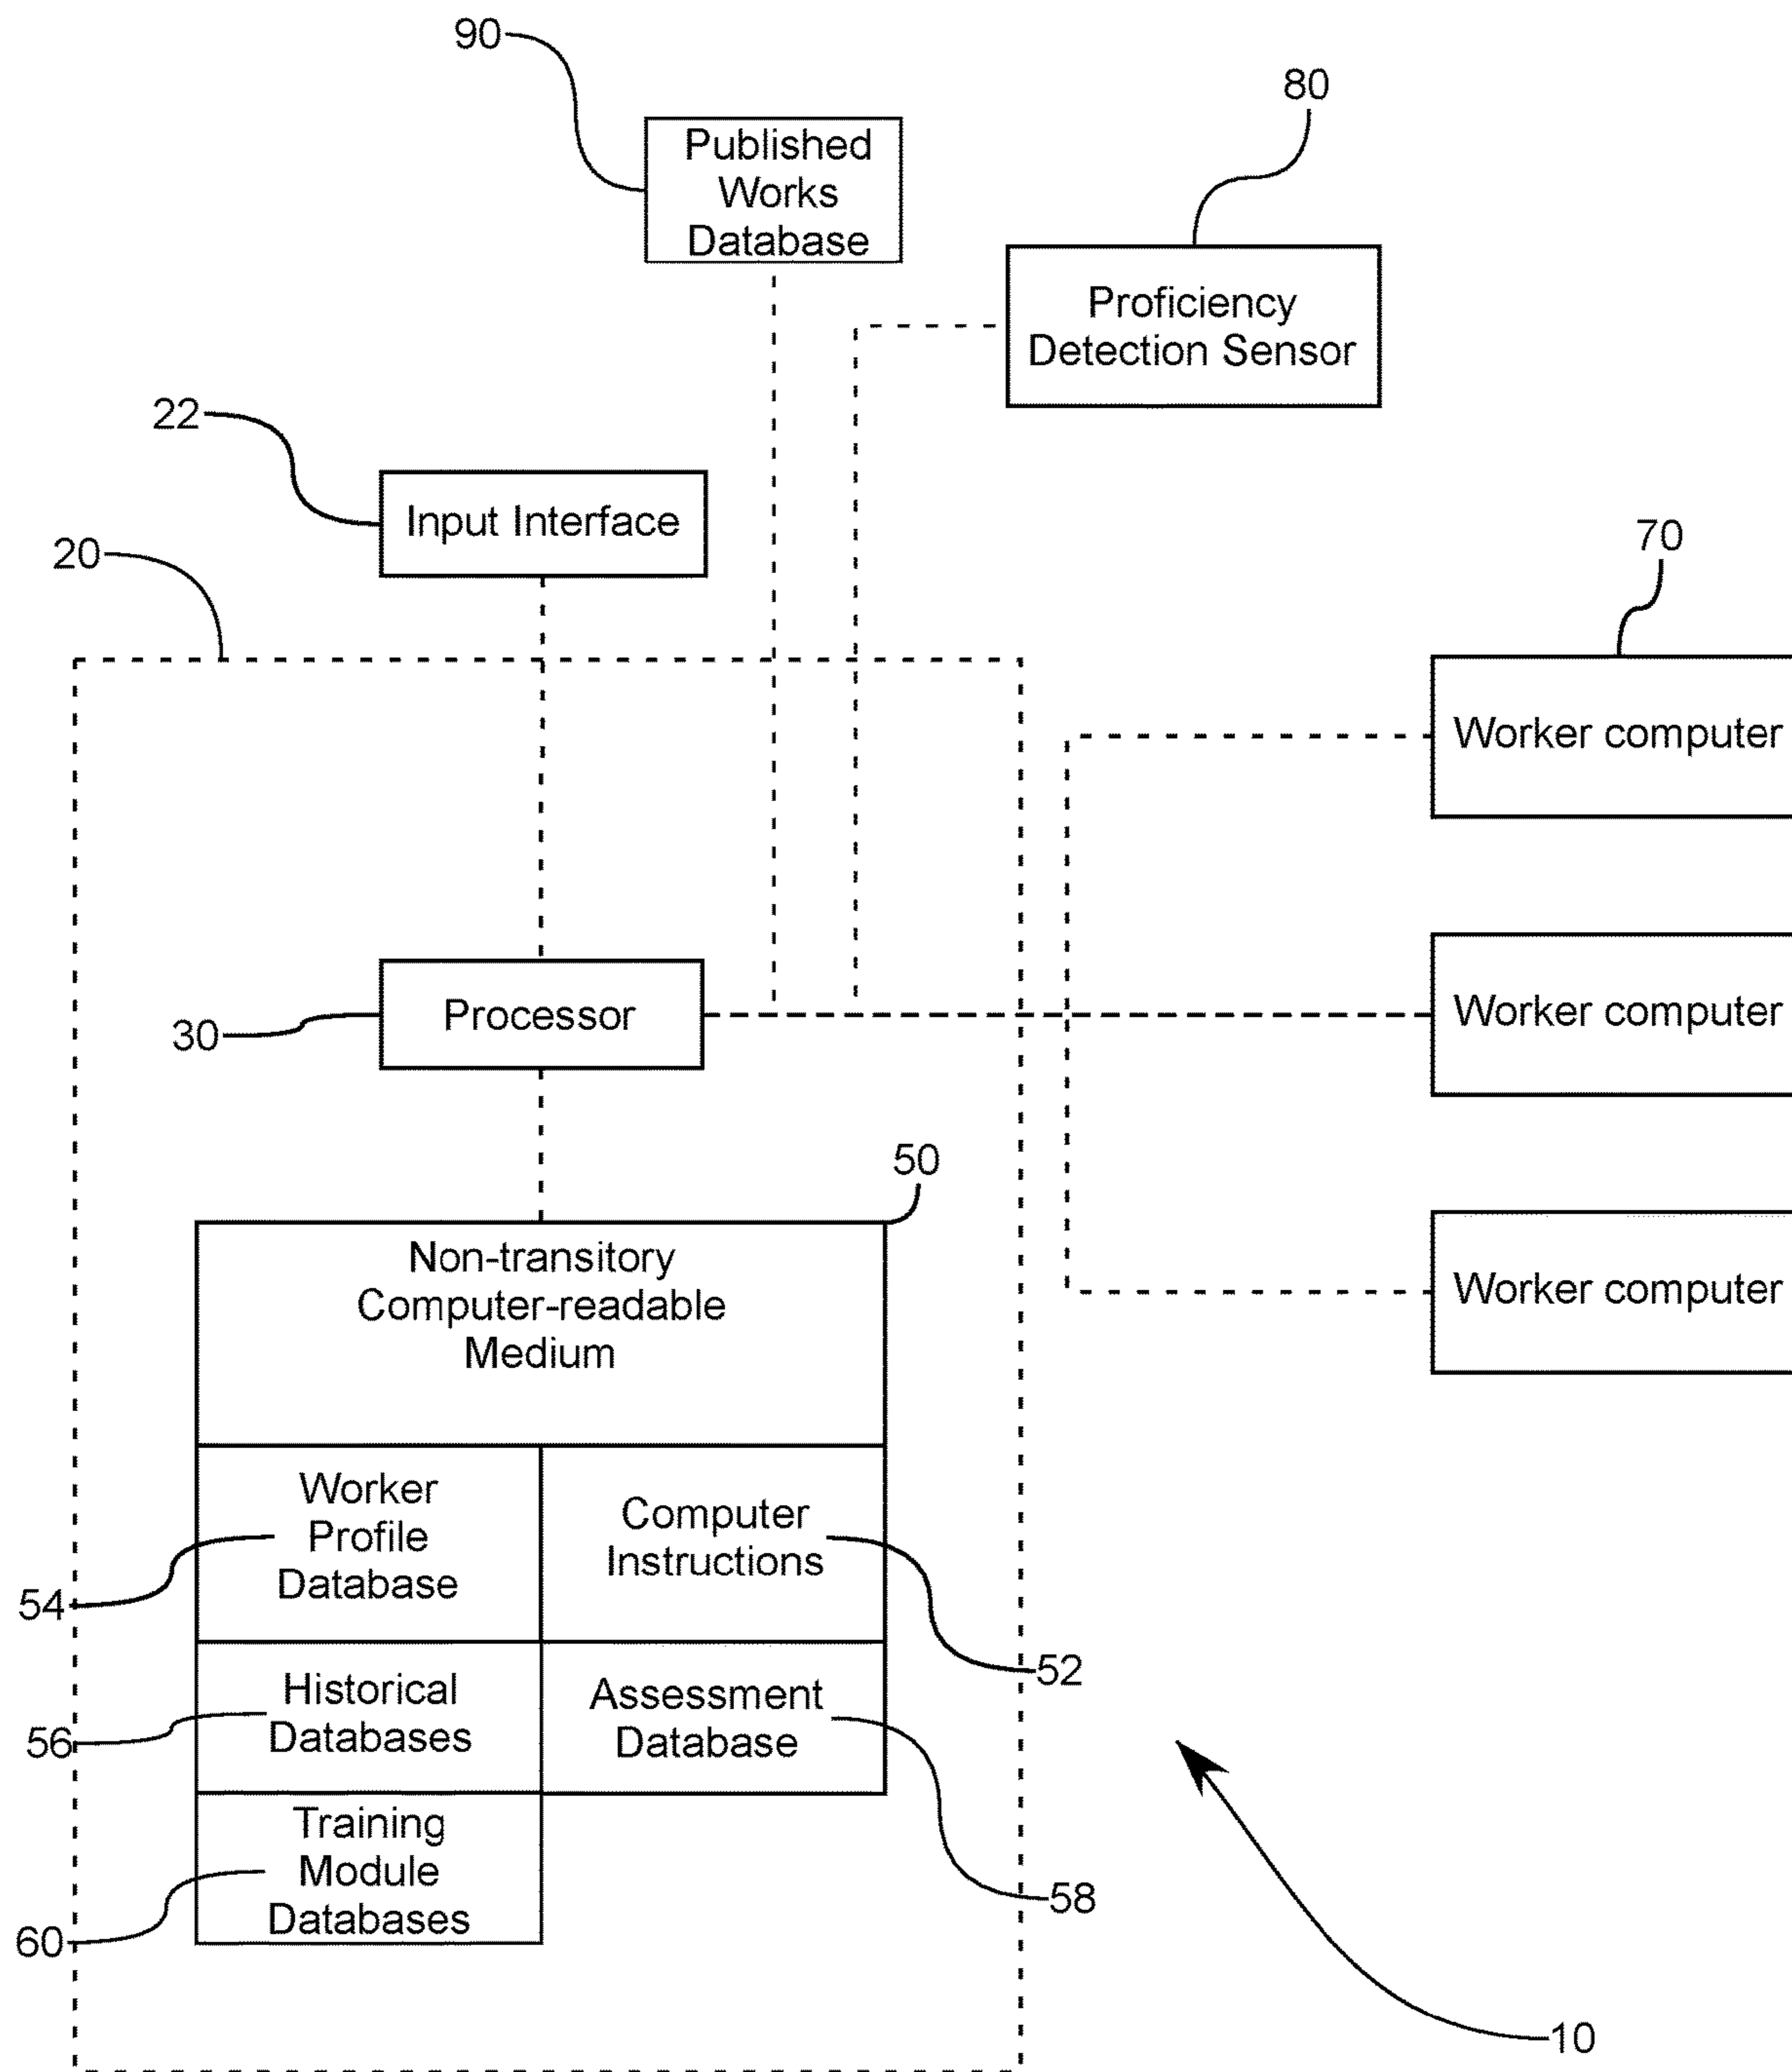 90
Published
Works
Database
80
Proficiency
Detection Sensor
22
Input Interface
20
70
Worker computer
30
Processor
Worker computer
50
Non-transitory
Computer-readable
Medium
Worker computer
Worker
Profile
Database
Computer
Instructions
54
52
Historical
Databases
Assessment
Database
56
Training
Module
Databases
58
60
10